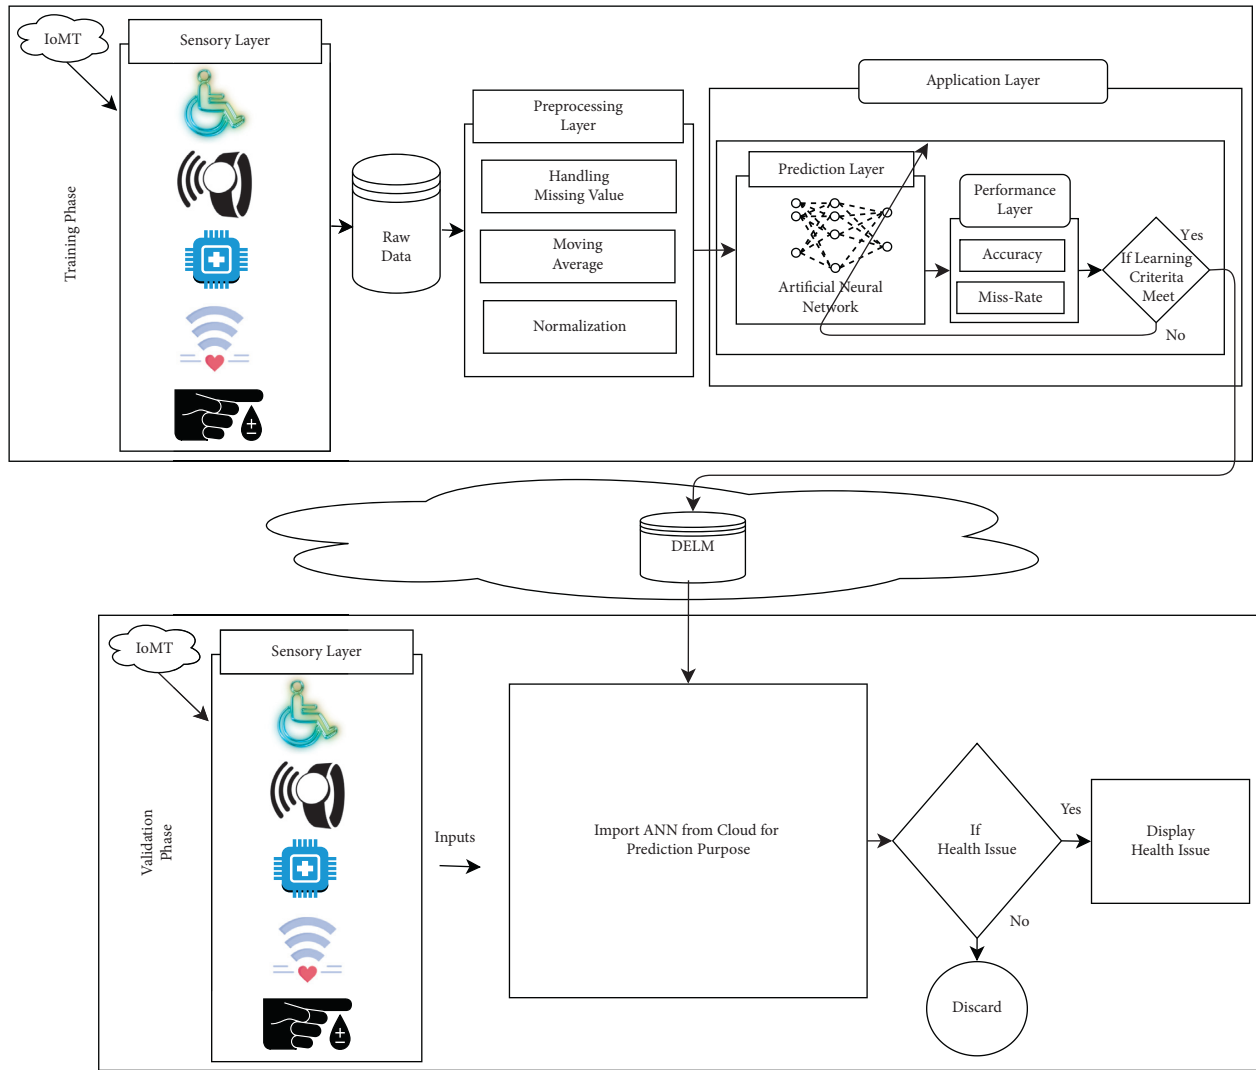 IoMT
Sensory Layer
Training Phase
Raw
Data
Preprocessing
Layer
Handling
Missing Value
Moving
Average
Normalization
Application Layer
Prediction Layer
Artificial Neural
Network
Performance
Layer
Accuracy
Miss-Rate
If Learning
Criterita
Meet
Yes
No
DELM
IoMT
Sensory Layer
Validation
Phase
Inputs
Import ANN from Cloud for
Prediction Purpose
If
Health Issue
Yes
No
Display
Health Issue
Discard